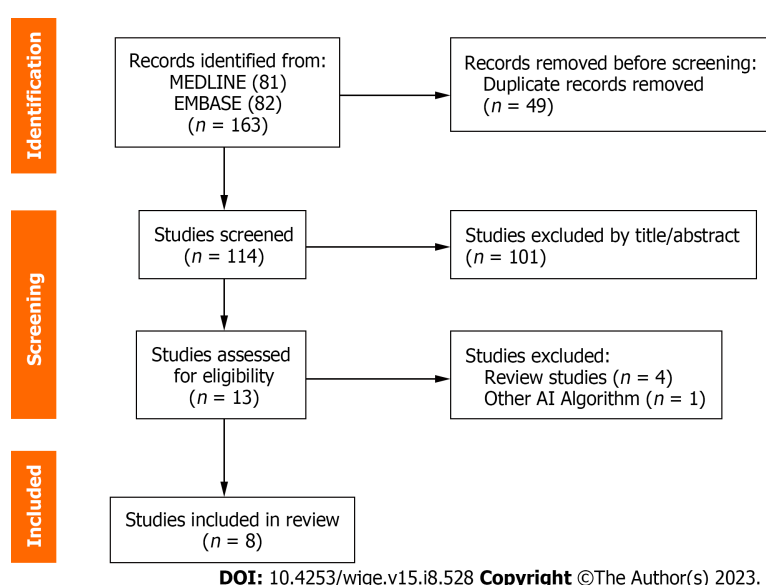 Identification
Records identified from:
MEDLINE (81)
EMBASE (82)
(n = 163)
Records removed before screening:
Duplicate records removed
(n = 49)
Screening
Studies screened
(n = 114)
Studies excluded by title/abstract
(n = 101)
Studies assessed
for eligibility
(n = 13)
Studies excluded:
Review studies (n = 4)
Other AI Algorithm (n = 1)
Included
Studies included in review
(n = 8)
DOI: 10.4253/wjge.v15.i8.528 Copyright ©The Author(s) 2023.